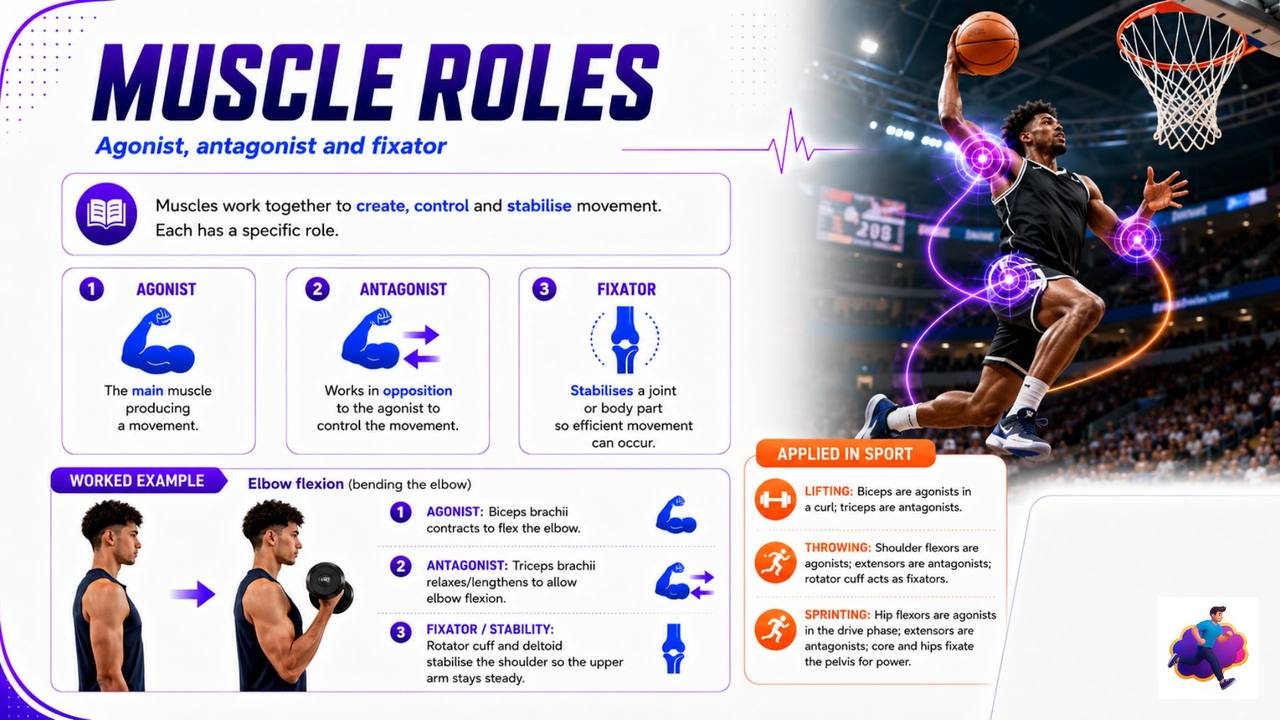 MUSCLE ROLES
Agonist, antagonist and fixator
Muscles work together to create, control and stabilise movement.
Each has a specific role.
1 AGONIST
The main muscle
producing
a movement.
2 ANTAGONIST
Works in opposition
to the agonist to
control the movement.
3 FIXATOR
Stabilises a joint
or body part
so efficient movement
can occur.
WORKED EXAMPLE
Elbow flexion (bending the elbow)
1 AGONIST: Biceps brachii
contracts to flex the elbow.
2 ANTAGONIST: Triceps brachii
relaxes/lengthens to allow
elbow flexion.
3 FIXATOR / STABILITY:
Rotator cuff and deltoid
stabilise the shoulder so the upper
arm stays steady.
APPLIED IN SPORT
LIFTING: Biceps are agonists in
a curl; triceps are antagonists.
THROWING: Shoulder flexors are
agonists; extensors are antagonists;
rotator cuff acts as fixators.
SPRINTING: Hip flexors are agonists
in the drive phase; extensors are
antagonists; core and hips fixate
the pelvis for power.